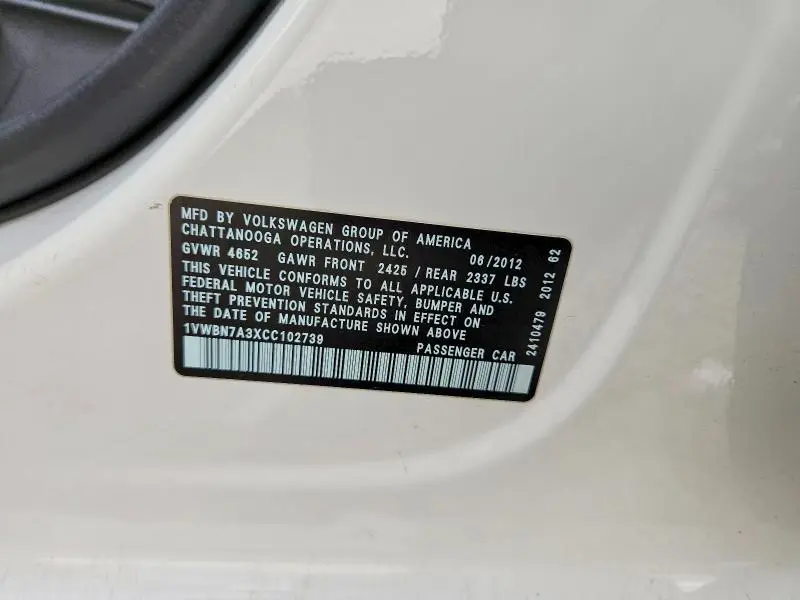 MFD BY VOLKSWAGEN GROUP OF AMERICA
CHATTANOOGA OPERATIONS, LLC. 06/2012
GVWR 4652 GAWR FRONT 2425 / REAR 2337 LBS
THIS VEHICLE CONFORMS TO ALL APPLICABLE U.S.
FEDERAL MOTOR VEHICLE SAFETY, BUMPER AND
THEFT PREVENTION STANDARDS IN EFFECT ON
THE DATE OF MANUFACTURE SHOWN ABOVE
1VWBN7A3XCC102739 PASSENGER CAR
2410479 2012 62